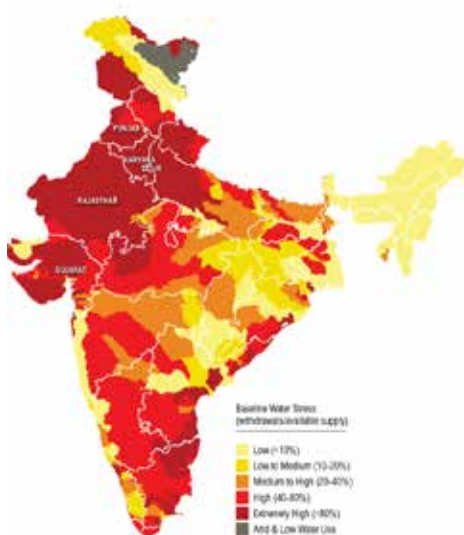 PUNJAB
HARYANA
DELHI
RAJASTHAN
GUJARAT
Baseline Water Stress
(withdrawals/available supply)
Low (<10%)
Low to Medium (10-20%)
Medium to High (20-40%)
High (40-80%)
Extremely High (>80%)
Arid & Low Water Use